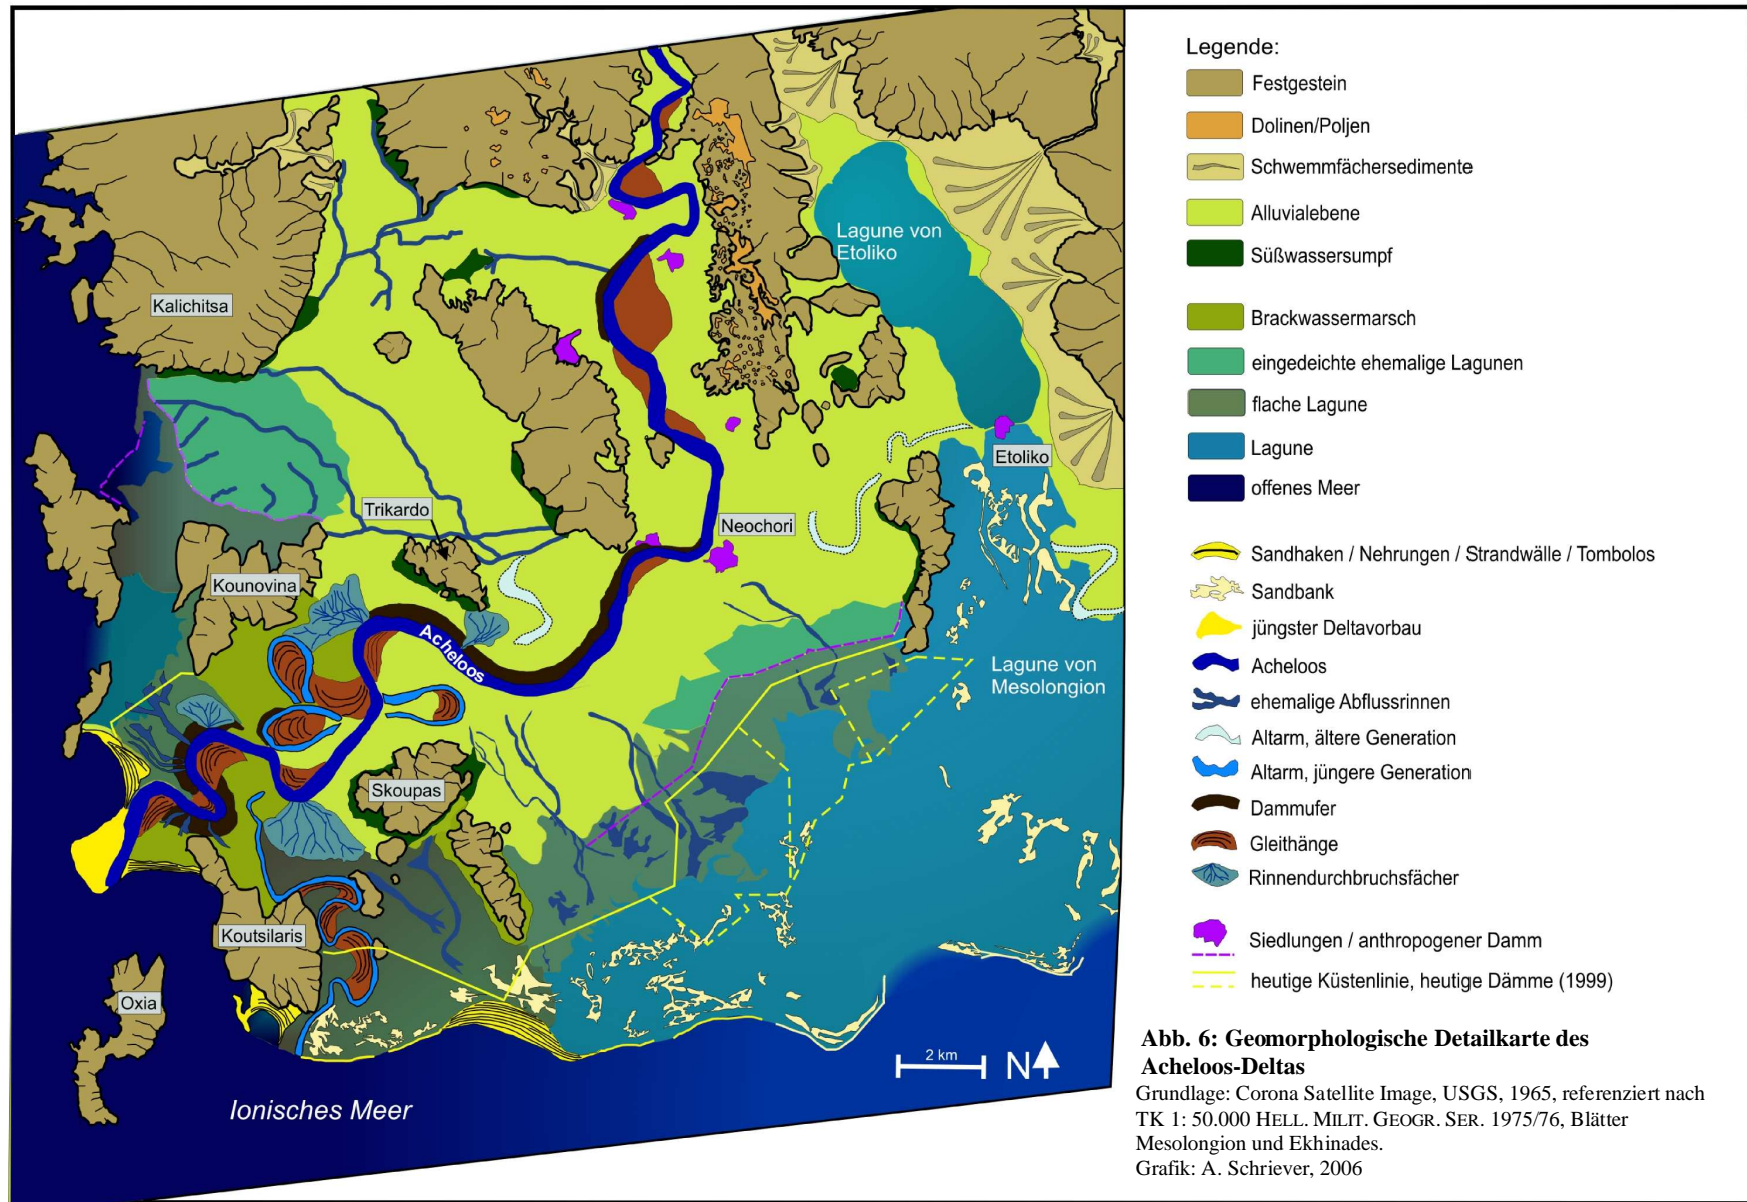 Lagune von
Etoliko
Kalichitsa
Etoliko
Trikardo
Neochori
Kounovina
Acheloos
Lagune von
Mesolongion
Skoupas
Koutsilaris
Oxia
2 km
N
Ionisches Meer
Legende:
Festgestein
Dolinen/Poljen
Schwemmfächersedimente
Alluvialebene
Süßwassersumpf
Brackwassermarsch
eingedeichte ehemalige Lagunen
flache Lagune
Lagune
offenes Meer
Sandhaken / Nehrungen / Strandwälle / Tombolos
Sandbank
jüngster Deltavorbau
Acheloos
ehemalige Abflussrinnen
Altarm, ältere Generation
Altarm, jüngere Generation
Dammufer
Gleithänge
Rinnendurchbruchsfächer
Siedlungen / anthropogener Damm
heutige Küstenlinie, heutige Dämme (1999)
Abb. 6: Geomorphologische Detailkarte des
Acheloos-Deltas
Grundlage: Corona Satellite Image, USGS, 1965, referenziert nach
TK 1: 50.000 HELL. MILIT. GEOGR. SER. 1975/76, Blätter
Mesolongion und Ekhinades.
Grafik: A. Schriever, 2006